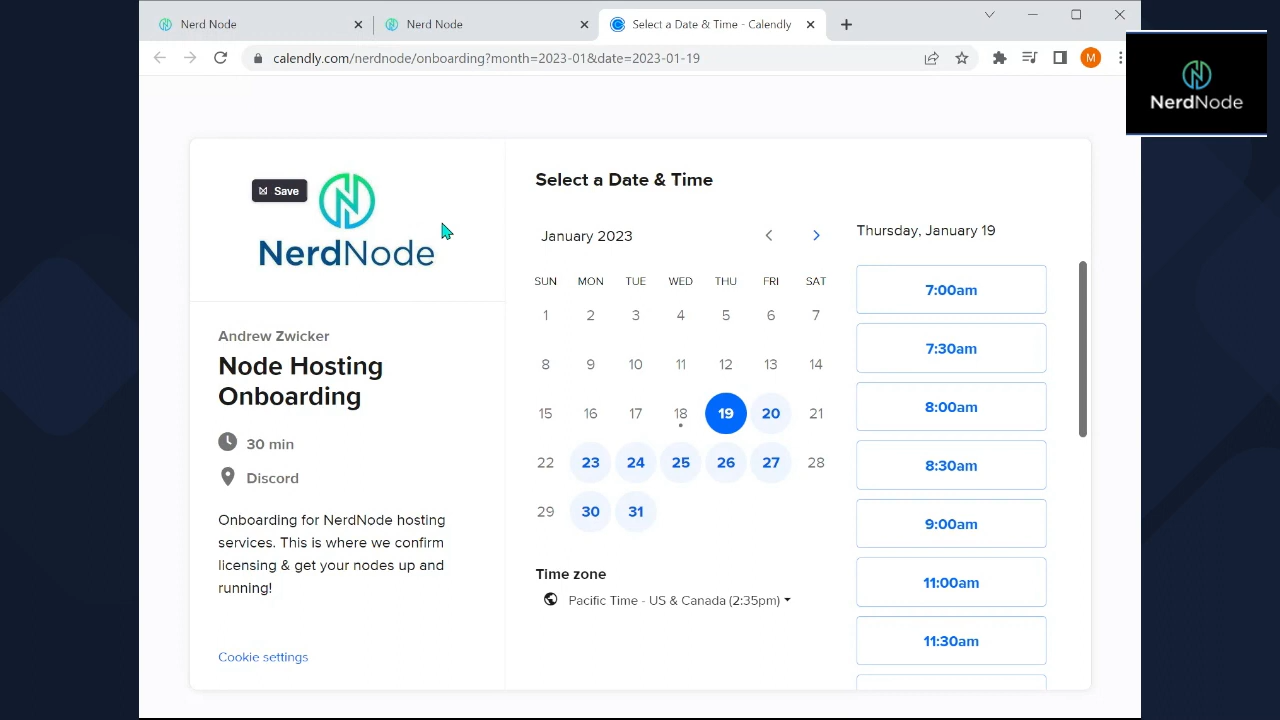 Nerd Node
Nerd Node
Select a Date & Time - Calendly
calendly.com/nerdnode/onboarding?month=2023-01&date=2023-01-19
M
NerdNode
Save
NerdNode
Andrew Zwicker
Node Hosting
Onboarding
30 min
Discord
Onboarding for NerdNode hosting
services. This is where we confirm
licensing & get your nodes up and
running!
Cookie settings
Select a Date & Time
January 2023
SUN MON TUE WED THU FRI SAT
1 2 3 4 5 6 7
8 9 10 11 12 13 14
15 16 17 18 19 20 21
22 23 24 25 26 27 28
29 30 31
Time zone
Pacific Time - US & Canada (2:35pm)
Thursday, January 19
7:00am
7:30am
8:00am
8:30am
9:00am
11:00am
11:30am